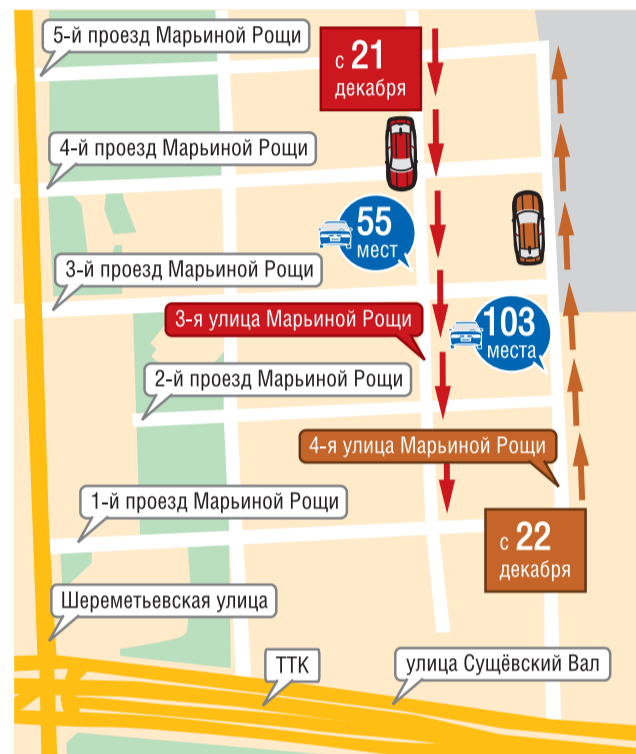 5-й проезд Марьиной Рощи
с 21
декабря
4-й проезд Марьиной Рощи
55
мест
3-й проезд Марьиной Рощи
3-я улица Марьиной Рощи
103
места
2-й проезд Марьиной Рощи
4-я улица Марьиной Рощи
1-й проезд Марьиной Рощи
с 22
декабря
Шереметьевская улица
ТТК
улица Сущёвский Вал